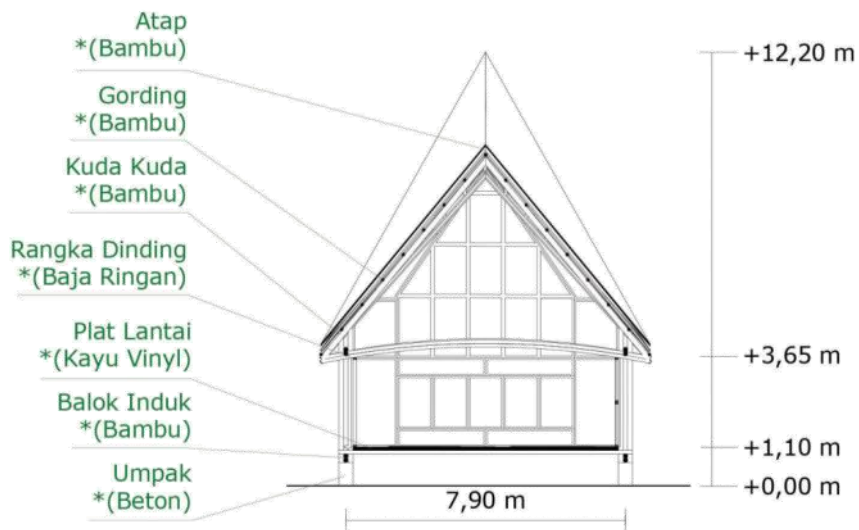 Atap
*(Bambu)
Gording
*(Bambu)
Kuda Kuda
*(Bambu)
Rangka Dinding
*(Baja Ringan)
Plat Lantai
*(Kayu Vinyl)
Balok Induk
*(Bambu)
Umpak
*(Beton)
+12,20 m
+3,65 m
+1,10 m
+0,00 m
7,90 m